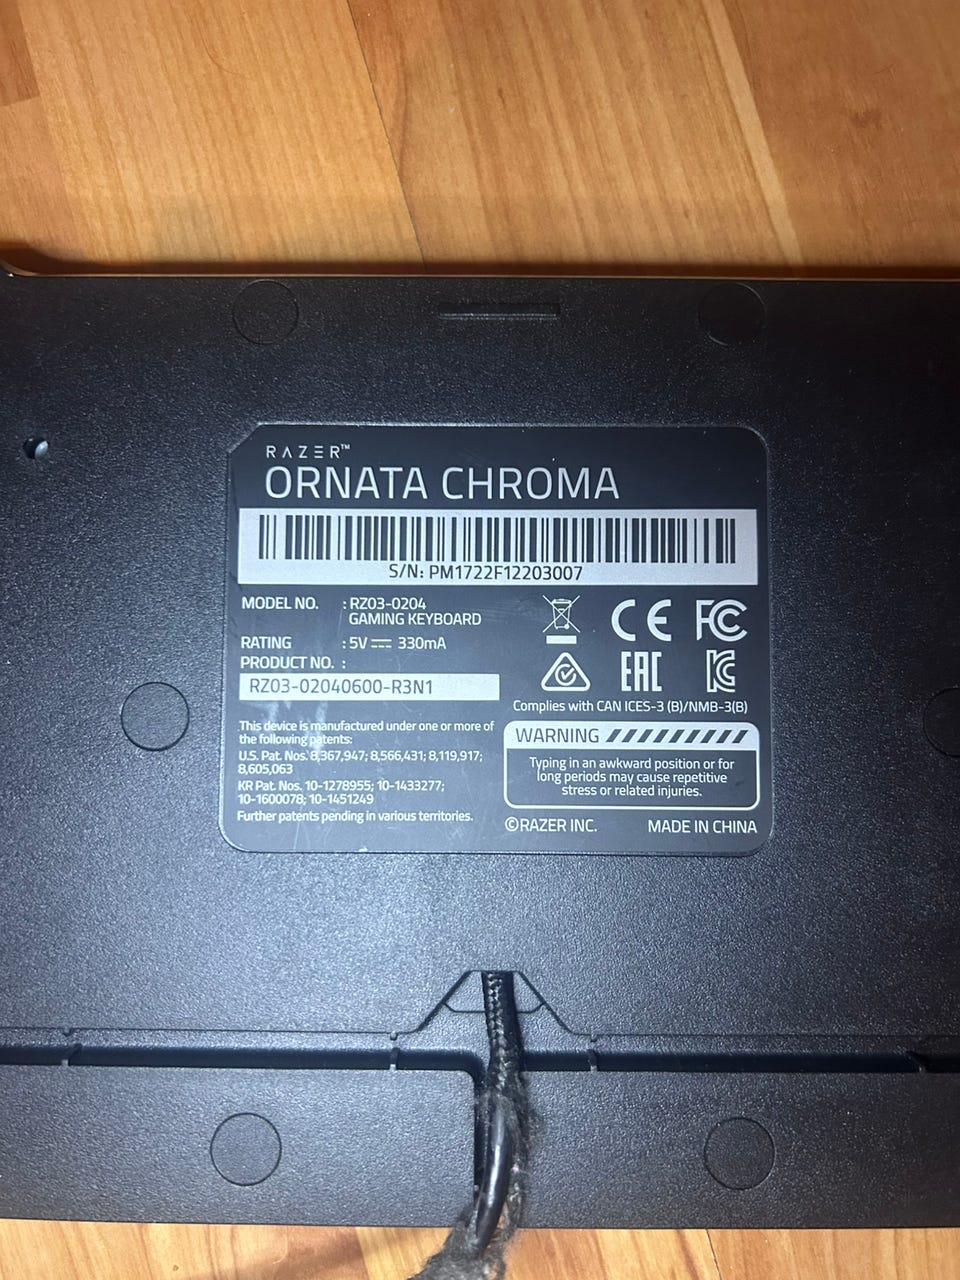 RAZER™
ORNATA CHROMA
S/N: PM1722F12203007
MODEL NO. : RZ03-0204
GAMING KEYBOARD
RATING : 5V 330mA
PRODUCT NO. :
RZ03-02040600-R3N1
This device is manufactured under one or more of
the following patents:
U.S. Pat. Nos. 8,367,947; 8,566,431; 8,119,917;
8,605,063
KR Pat. Nos. 10-1278955; 10-1433277;
10-1600078; 10-1451249
Further patents pending in various territories.
CE FC
EAC KC
Complies with CAN ICES-3 (B)/NMB-3(B)
WARNING
Typing in an awkward position or for
long periods may cause repetitive
stress or related injuries.
©RAZER INC. MADE IN CHINA